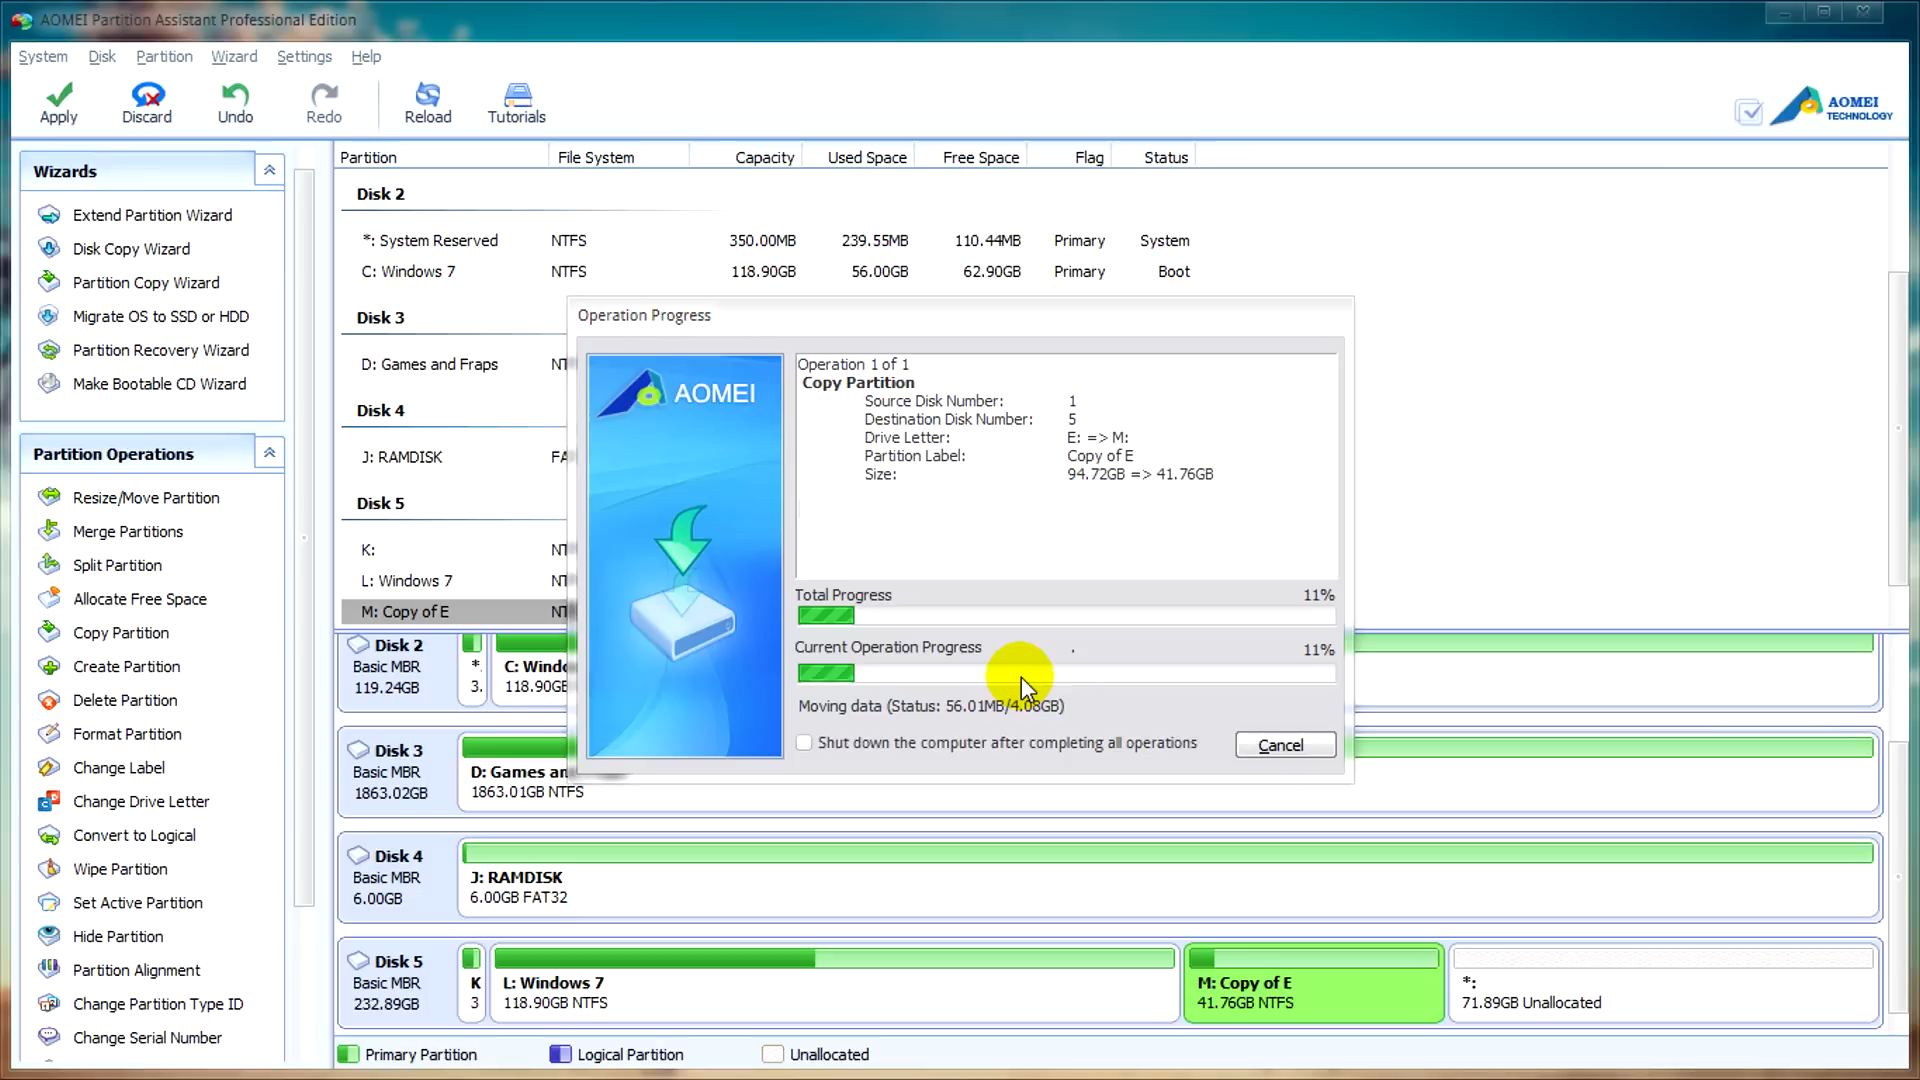 AOMEI Partition Assistant Professional Edition
System Disk Partition Wizard Settings Help
Apply Discard Undo Redo Reload Tutorials
AOMEI
TECHNOLOGY
Wizards
Extend Partition Wizard
Disk Copy Wizard
Partition Copy Wizard
Migrate OS to SSD or HDD
Partition Recovery Wizard
Make Bootable CD Wizard
Partition Operations
Resize/Move Partition
Merge Partitions
Split Partition
Allocate Free Space
Copy Partition
Create Partition
Delete Partition
Format Partition
Change Label
Change Drive Letter
Convert to Logical
Wipe Partition
Set Active Partition
Hide Partition
Partition Alignment
Change Partition Type ID
Change Serial Number
Partition File System Capacity Used Space Free Space Flag Status
Disk 2
*: System Reserved NTFS 350.00MB 239.55MB 110.44MB Primary System
C: Windows 7 NTFS 118.90GB 56.00GB 62.90GB Primary Boot
Disk 3
D: Games and Fraps NT
Disk 4
J: RAMDISK FA
Disk 5
K: NT
L: Windows 7 NT
M: Copy of E NT
Operation Progress
AOMEI
Operation 1 of 1
Copy Partition
Source Disk Number: 1
Destination Disk Number: 5
Drive Letter: E: => M:
Partition Label: Copy of E
Size: 94.72GB => 41.76GB
Total Progress 11%
Current Operation Progress 11%
Moving data (Status: 56.01MB/4.08GB)
Shut down the computer after completing all operations
Cancel
Disk 2
Basic MBR
119.24GB
*.
3.
C: Windo
118.90GB
Disk 3
Basic MBR
1863.02GB
D: Games an
1863.01GB NTFS
Disk 4
Basic MBR
6.00GB
J: RAMDISK
6.00GB FAT32
Disk 5
Basic MBR
232.89GB
K
3
L: Windows 7
118.90GB NTFS
M: Copy of E
41.76GB NTFS
*:
71.89GB Unallocated
Primary Partition Logical Partition Unallocated